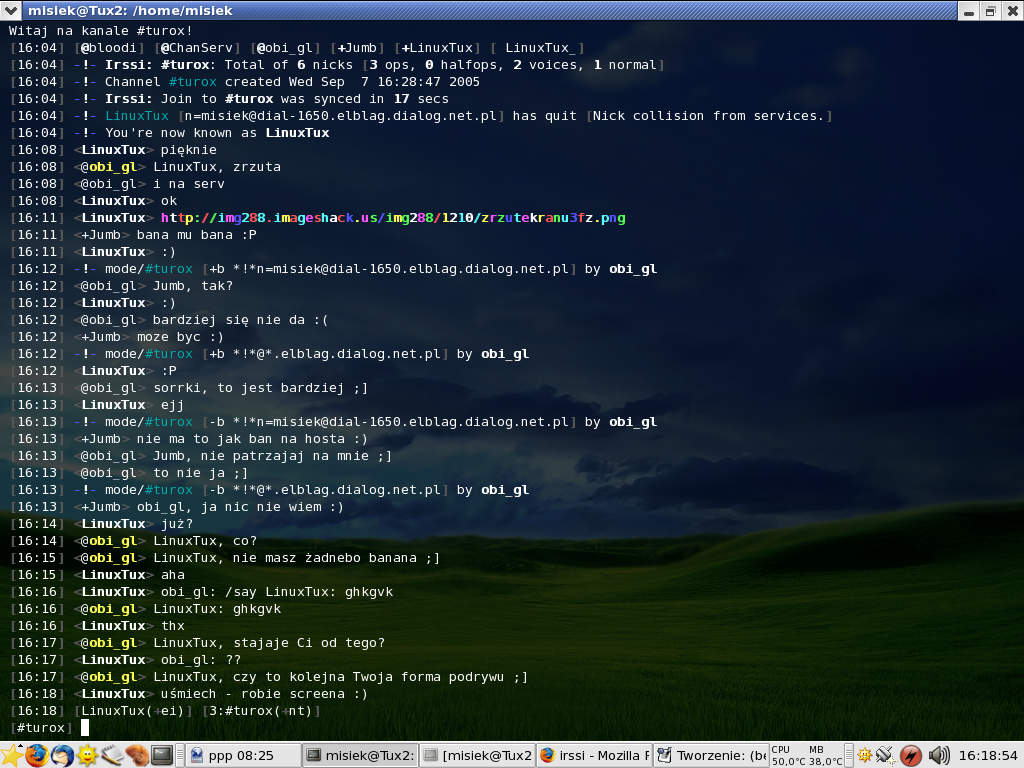 misiek@Tux2: /home/misiek
Witaj na kanale #turox!
[16:04] [@bloodi] [@ChanServ] [@obi_gl] [+Jumb] [+LinuxTux] [ LinuxTux_]
[16:04] -!- Irssi: #turox: Total of 6 nicks [3 ops, 0 halfops, 2 voices, 1 normal]
[16:04] -!- Channel #turox created Wed Sep  7 16:28:47 2005
[16:04] -!- Irssi: Join to #turox was synced in 17 secs
[16:04] -!- LinuxTux [n=misiek@dial-1650.elblag.dialog.net.pl] has quit [Nick collision from services.]
[16:04] -!- You're now known as LinuxTux
[16:08] <LinuxTux> pięknie
[16:08] <@obi_gl> LinuxTux, zrzuta
[16:08] <@obi_gl> i na serv
[16:08] <LinuxTux> ok
[16:11] <LinuxTux> http://img288.imageshack.us/img288/1210/zrzutekranu3fz.png
[16:11] <+Jumb> bana mu bana :P
[16:11] <LinuxTux> :)
[16:12] -!- mode/#turox [+b *!*n=misiek@dial-1650.elblag.dialog.net.pl] by obi_gl
[16:12] <@obi_gl> Jumb, tak?
[16:12] <LinuxTux> :)
[16:12] <@obi_gl> bardziej się nie da :(
[16:12] <+Jumb> moze byc :)
[16:12] -!- mode/#turox [+b *!*@*.elblag.dialog.net.pl] by obi_gl
[16:12] <LinuxTux> :P
[16:13] <@obi_gl> sorrki, to jest bardziej ;]
[16:13] <LinuxTux> ejj
[16:13] -!- mode/#turox [-b *!*n=misiek@dial-1650.elblag.dialog.net.pl] by obi_gl
[16:13] <+Jumb> nie ma to jak ban na hosta :)
[16:13] <@obi_gl> Jumb, nie patrzajaj na mnie ;]
[16:13] <@obi_gl> to nie ja ;]
[16:13] -!- mode/#turox [-b *!*@*.elblag.dialog.net.pl] by obi_gl
[16:13] <+Jumb> obi_gl, ja nic nie wiem :)
[16:14] <LinuxTux> już?
[16:14] <@obi_gl> LinuxTux, co?
[16:15] <@obi_gl> LinuxTux, nie masz żadnebo banana ;]
[16:15] <LinuxTux> aha
[16:16] <LinuxTux> obi_gl: /say LinuxTux: ghkgvk
[16:16] <@obi_gl> LinuxTux: ghkgvk
[16:16] <LinuxTux> thx
[16:17] <@obi_gl> LinuxTux, stajaje Ci od tego?
[16:17] <LinuxTux> obi_gl: ??
[16:17] <@obi_gl> LinuxTux, czy to kolejna Twoja forma podrywu ;]
[16:18] <LinuxTux> uśmiech - robie screena :)
[16:18] [LinuxTux(+ei)] [3:#turox(+nt)]
[#turox]
ppp 08:25 misiek@Tux2: [misiek@Tux2 irssi - Mozilla F Tworzenie: (be CPU MB 16:18:54
50,0°C 38,0°C